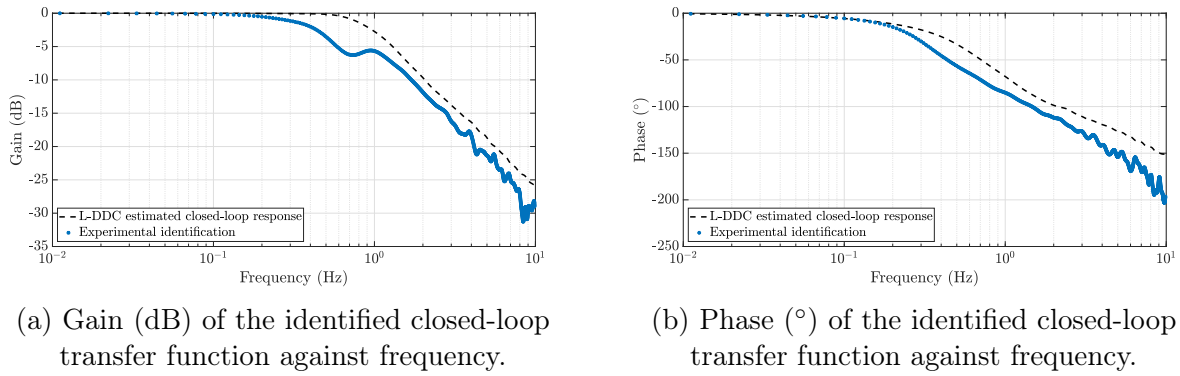 0
-5
-10
-15
-20
-25
-30
-35
Gain (dB)
L-DDC estimated closed-loop response
Experimental identification
10^-2 10^-1 10^0 10^1
Frequency (Hz)
(a) Gain (dB) of the identified closed-loop
transfer function against frequency.
0
-50
-100
-150
-200
-250
Phase (°)
L-DDC estimated closed-loop response
Experimental identification
10^-2 10^-1 10^0 10^1
Frequency (Hz)
(b) Phase (°) of the identified closed-loop
transfer function against frequency.